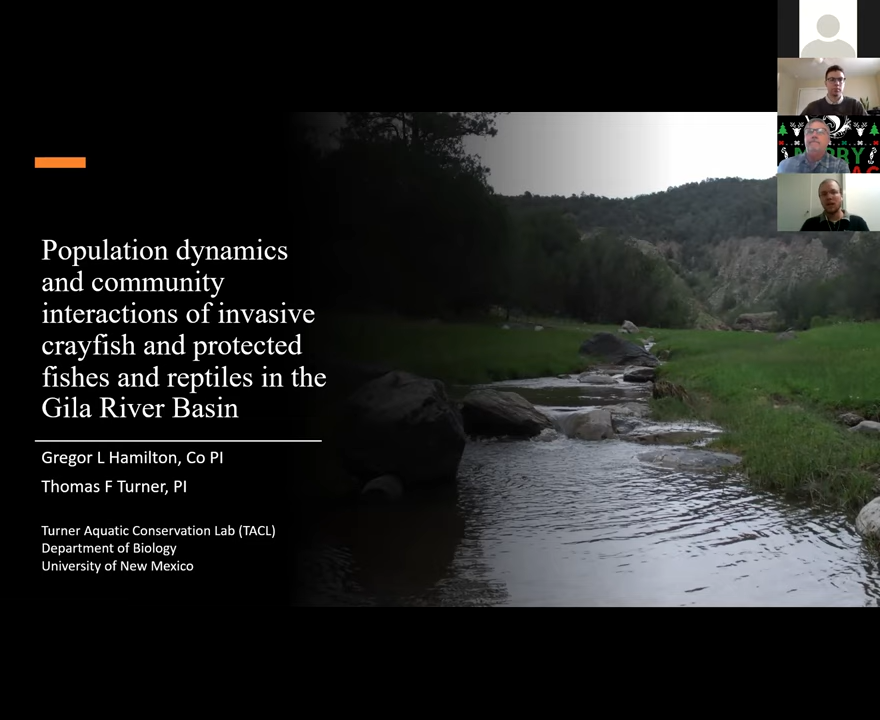 Population dynamics
and community
interactions of invasive
crayfish and protected
fishes and reptiles in the
Gila River Basin
Gregor L Hamilton, Co PI
Thomas F Turner, PI
Turner Aquatic Conservation Lab (TACL)
Department of Biology
University of New Mexico